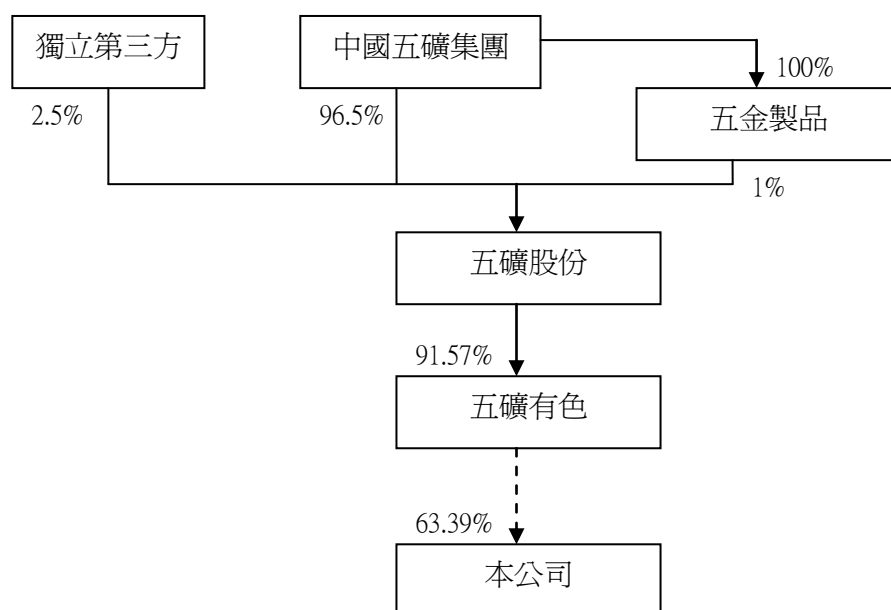 獨立第三方
中國五礦集團
100%
2.5%
96.5%
五金製品
1%
五礦股份
91.57%
五礦有色
63.39%
本公司